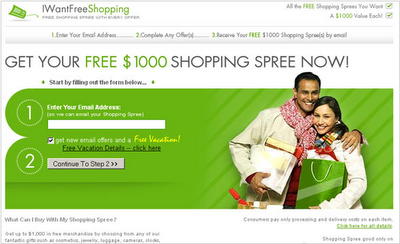 IWantFreeShopping
FREE SHOPPING SPREE WITH EVERY OFFER
All the FREE Shopping Sprees You Want
A $1000 Value Each!
1.Enter Your Email Address......... 2.Complete Any Offer(s)......... 3.Receive Your FREE $1000 Shopping Spree(s) by email
GET YOUR FREE $1000 SHOPPING SPREE NOW!
Start by filling out the form below...
1
Enter Your Email Address:
(so we can email your Shopping Spree)
get new email offers and a Free Vacation!
Free Vacation Details -- click here
2
Continue To Step 2 >>
What Can I Buy With My Shopping Spree?
Consumers pay only processing and delivery costs on each item.
Click here for all details
Get up to $1,000 in free merchandise by choosing from any of our
fantastic gifts such as cosmetics, jewelry, luggage, cameras, clocks,
Shopping Spree good only on